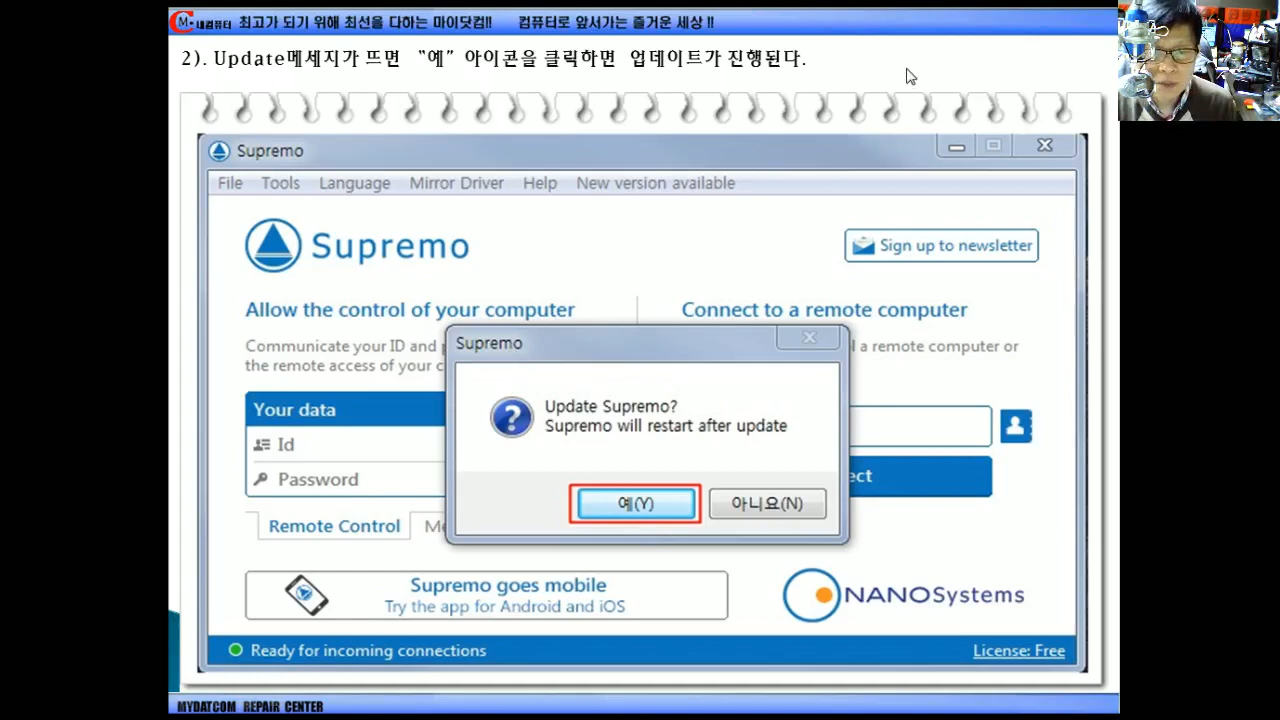 CM·내컴퓨터 최고가 되기 위해 최선을 다하는 마이닷컴!! 컴퓨터로 앞서가는 즐거운 세상 !!
2). Update메세지가 뜨면 “예” 아이콘을 클릭하면 업데이트가 진행된다.
Supremo
File Tools Language Mirror Driver Help New version available
Supremo
Sign up to newsletter
Allow the control of your computer
Connect to a remote computer
Communicate your ID and
the remote access of your
a remote computer or
Your data
Id
Password
Remote Control
Supremo
Update Supremo?
Supremo will restart after update
예(Y) 아니요(N)
Supremo goes mobile
Try the app for Android and iOS
NANOSystems
Ready for incoming connections
License: Free
MYDATCOM REPAIR CENTER